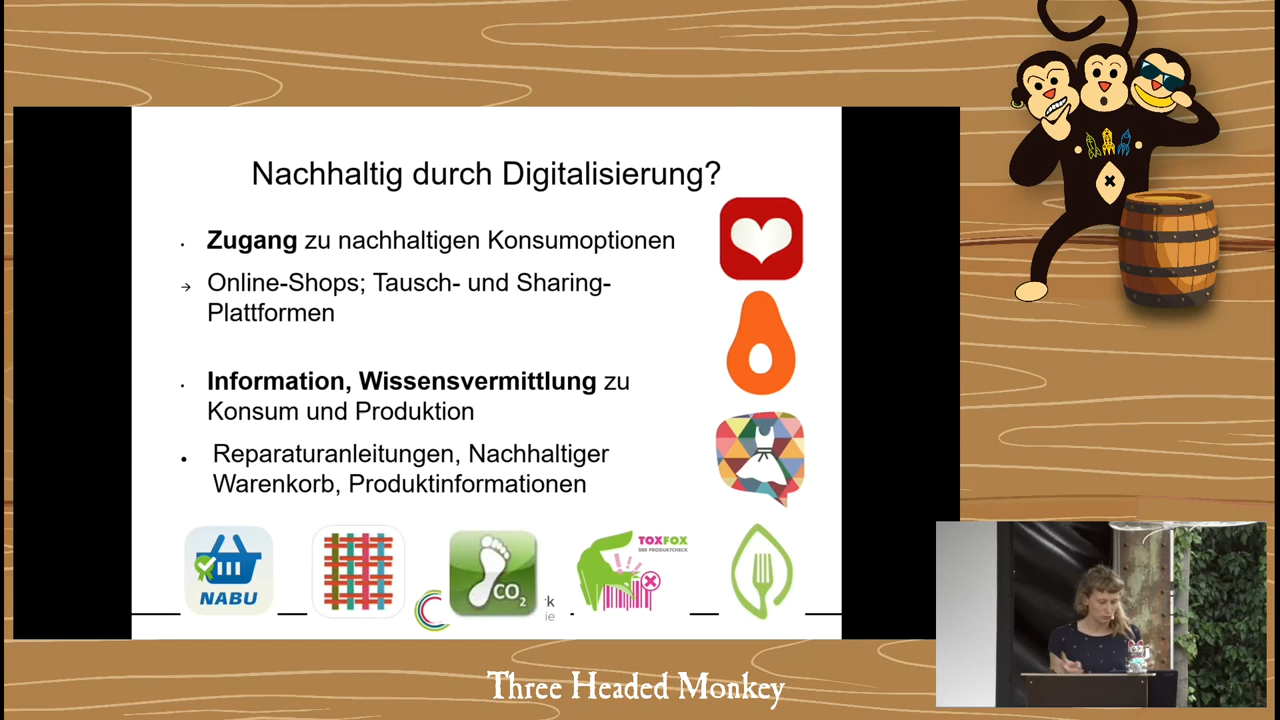 Nachhaltig durch Digitalisierung?
Zugang zu nachhaltigen Konsumoptionen
Online-Shops; Tausch- und Sharing-
Plattformen
Information, Wissensvermittlung zu
Konsum und Produktion
Reparaturanleitungen, Nachhaltiger
Warenkorb, Produktinformationen
NABU
CO2
TOXFOX
DER PRODUKTCHECK
k
ie
Three Headed Monkey